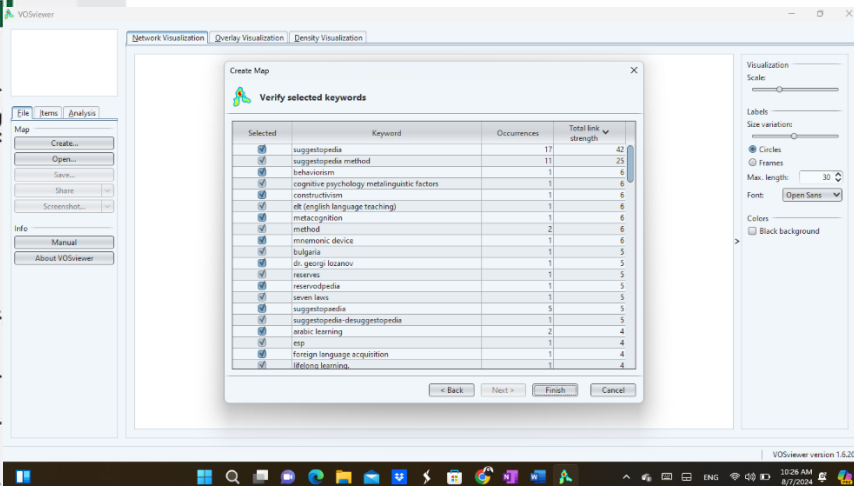 VOSviewer
Network Visualization Overlay Visualization Density Visualization
File Items Analysis
Map
Create...
Open...
Save...
Share
Screenshot...
Info
Manual
About VOSviewer
Create Map
Verify selected keywords
Selected Keyword Occurrences Total link strength
suggestopedia 17 42
suggestopedia method 11 25
behaviorism 1 6
cognitive psychology metalinguistic factors 1 6
constructivism 1 6
elt (english language teaching) 1 6
metacognition 1 6
method 2 6
mnemonic device 1 6
bulgaria 1 5
dr. georgi lozanov 1 5
reserves 1 5
reservodpedia 1 5
seven laws 1 5
suggestopaedia 5 5
suggestopedia-desuggestopedia 1 5
arabic learning 2 4
esp 1 4
foreign language acquisition 1 4
lifelong learning. 1 4
< Back Next > Finish Cancel
Visualization
Scale:
Labels
Size variation:
Circles
Frames
Max. length: 30
Font: Open Sans
Colors
Black background
>
VOSviewer version 1.6.20
ENG
10:26 AM
8/7/2024